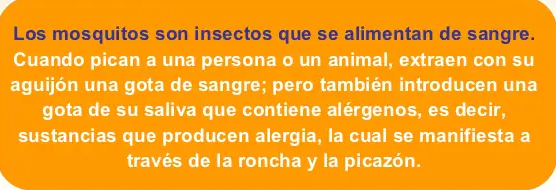 Los mosquitos son insectos que se alimentan de sangre.
Cuando pican a una persona o un animal, extraen con su
aguijón una gota de sangre; pero también introducen una
gota de su saliva que contiene alérgenos, es decir,
sustancias que producen alergia, la cual se manifiesta a
través de la roncha y la picazón.